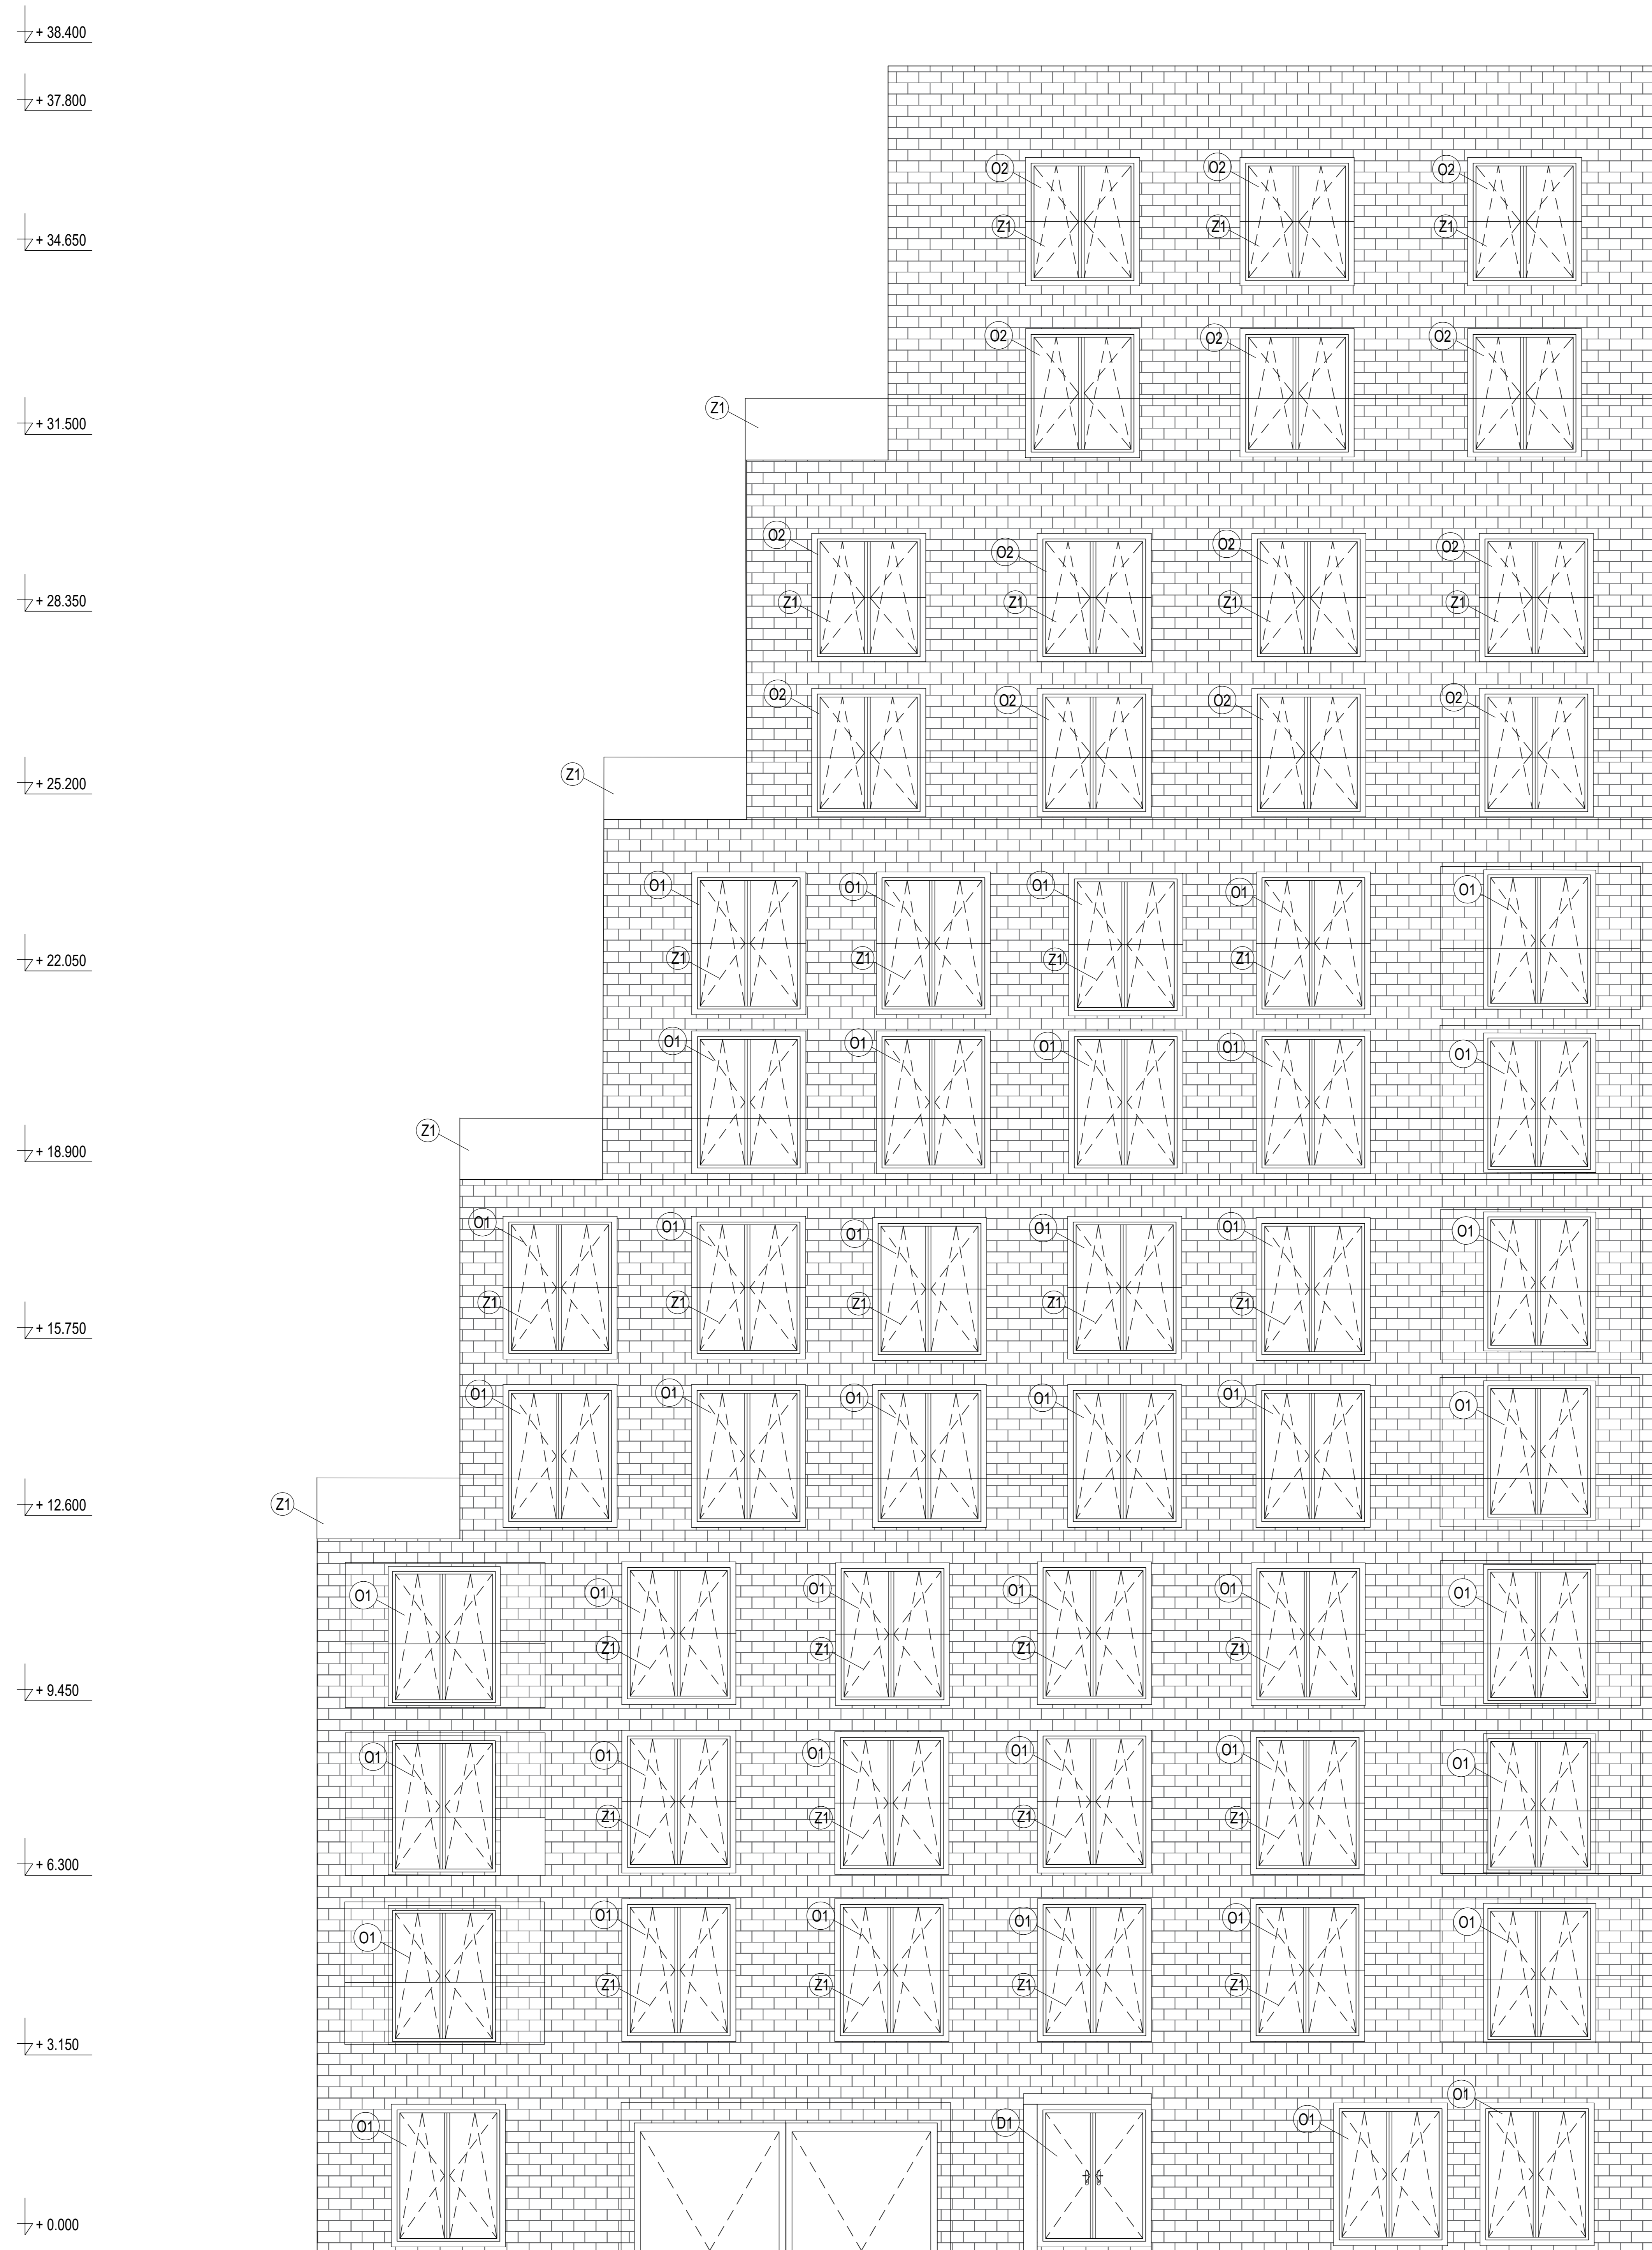 + 38.400
+ 37.800
O2 O2 O2
Z1 Z1 Z1
+ 34.650
O2 O2 O2
Z1
+ 31.500
O2 O2 O2 O2
Z1 Z1 Z1 Z1
+ 28.350
O2 O2 O2 O2
Z1
+ 25.200
O1 O1 O1 O1 O1
Z1 Z1 Z1 Z1
+ 22.050
O1 O1 O1 O1 O1
Z1
+ 18.900
O1 O1 O1 O1 O1 O1
Z1 Z1 Z1 Z1 Z1
+ 15.750
O1 O1 O1 O1 O1 O1
Z1
+ 12.600
O1 O1 O1 O1 O1 O1
Z1 Z1 Z1 Z1
+ 9.450
O1 O1 O1 O1 O1 O1
Z1 Z1 Z1 Z1
+ 6.300
O1 O1 O1 O1 O1 O1
Z1 Z1 Z1 Z1
+ 3.150
O1 D1 O1 O1
+ 0.000